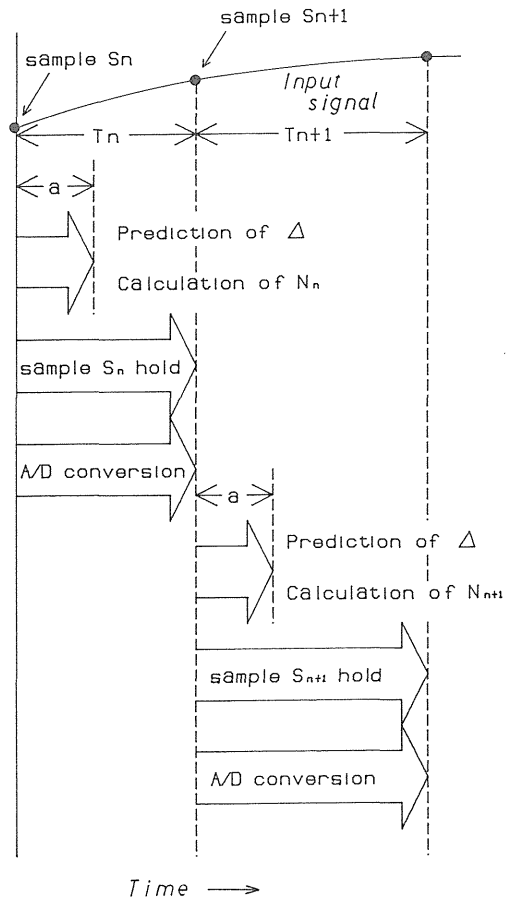 sample Sn+1
sample Sn
Input
signal
Tn
Tn+1
a
Prediction of Δ
Calculation of Nn
sample Sn hold
A/D conversion
a
Prediction of Δ
Calculation of Nn+1
sample Sn+1 hold
A/D conversion
Time